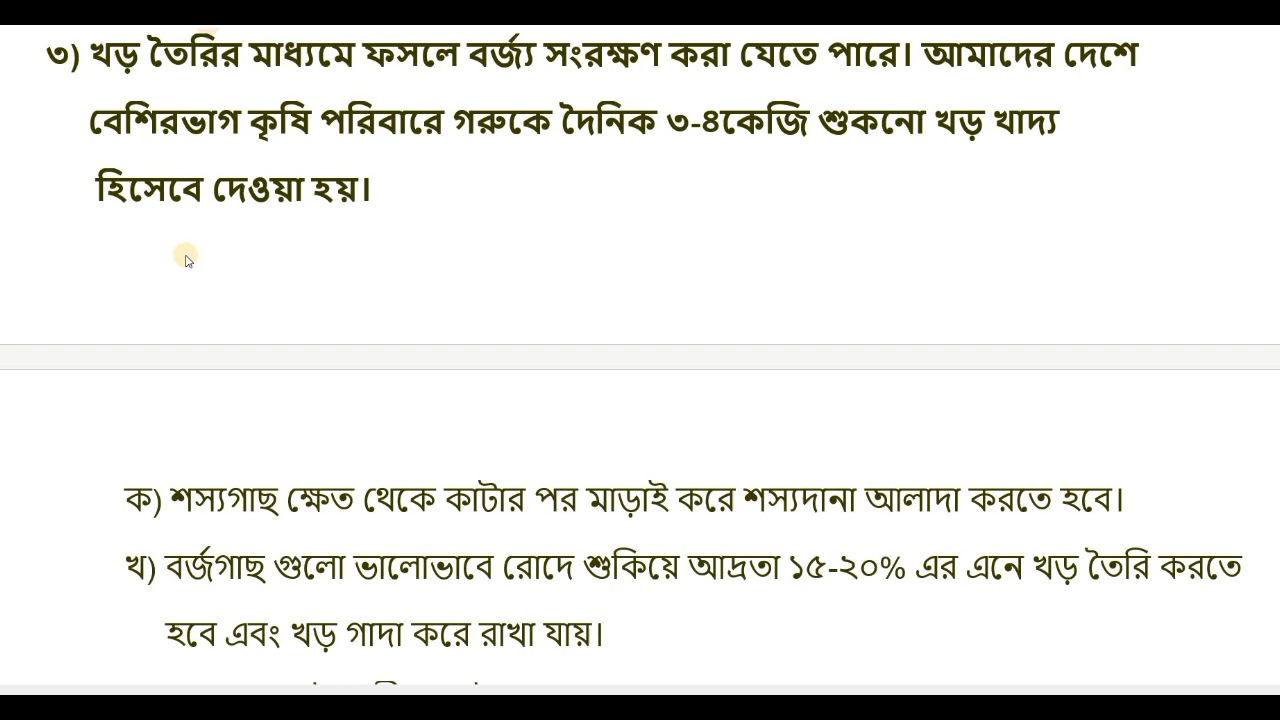 ৩) খড় তৈরির মাধ্যমে ফসলে বর্জ্য সংরক্ষণ করা যেতে পারে। আমাদের দেশে
বেশিরভাগ কৃষি পরিবারে গরুকে দৈনিক ৩-৪কেজি শুকনো খড় খাদ্য
হিসেবে দেওয়া হয়।
ক) শস্যগাছ ক্ষেত থেকে কাটার পর মাড়াই করে শস্যদানা আলাদা করতে হবে।
খ) বর্জগাছ গুলো ভালোভাবে রোদে শুকিয়ে আদ্রতা ১৫-২০% এর এনে খড় তৈরি করতে
হবে এবং খড় গাদা করে রাখা যায়।